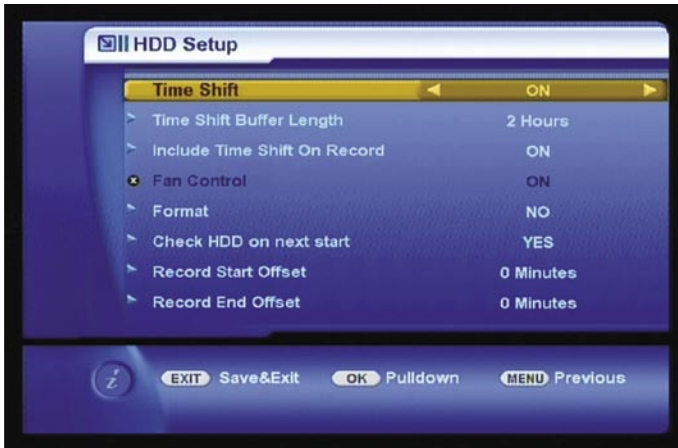 HDD Setup
Time Shift ON
Time Shift Buffer Length 2 Hours
Include Time Shift On Record ON
Fan Control ON
Format NO
Check HDD on next start YES
Record Start Offset 0 Minutes
Record End Offset 0 Minutes
i EXIT Save&Exit OK Pulldown MENU Previous